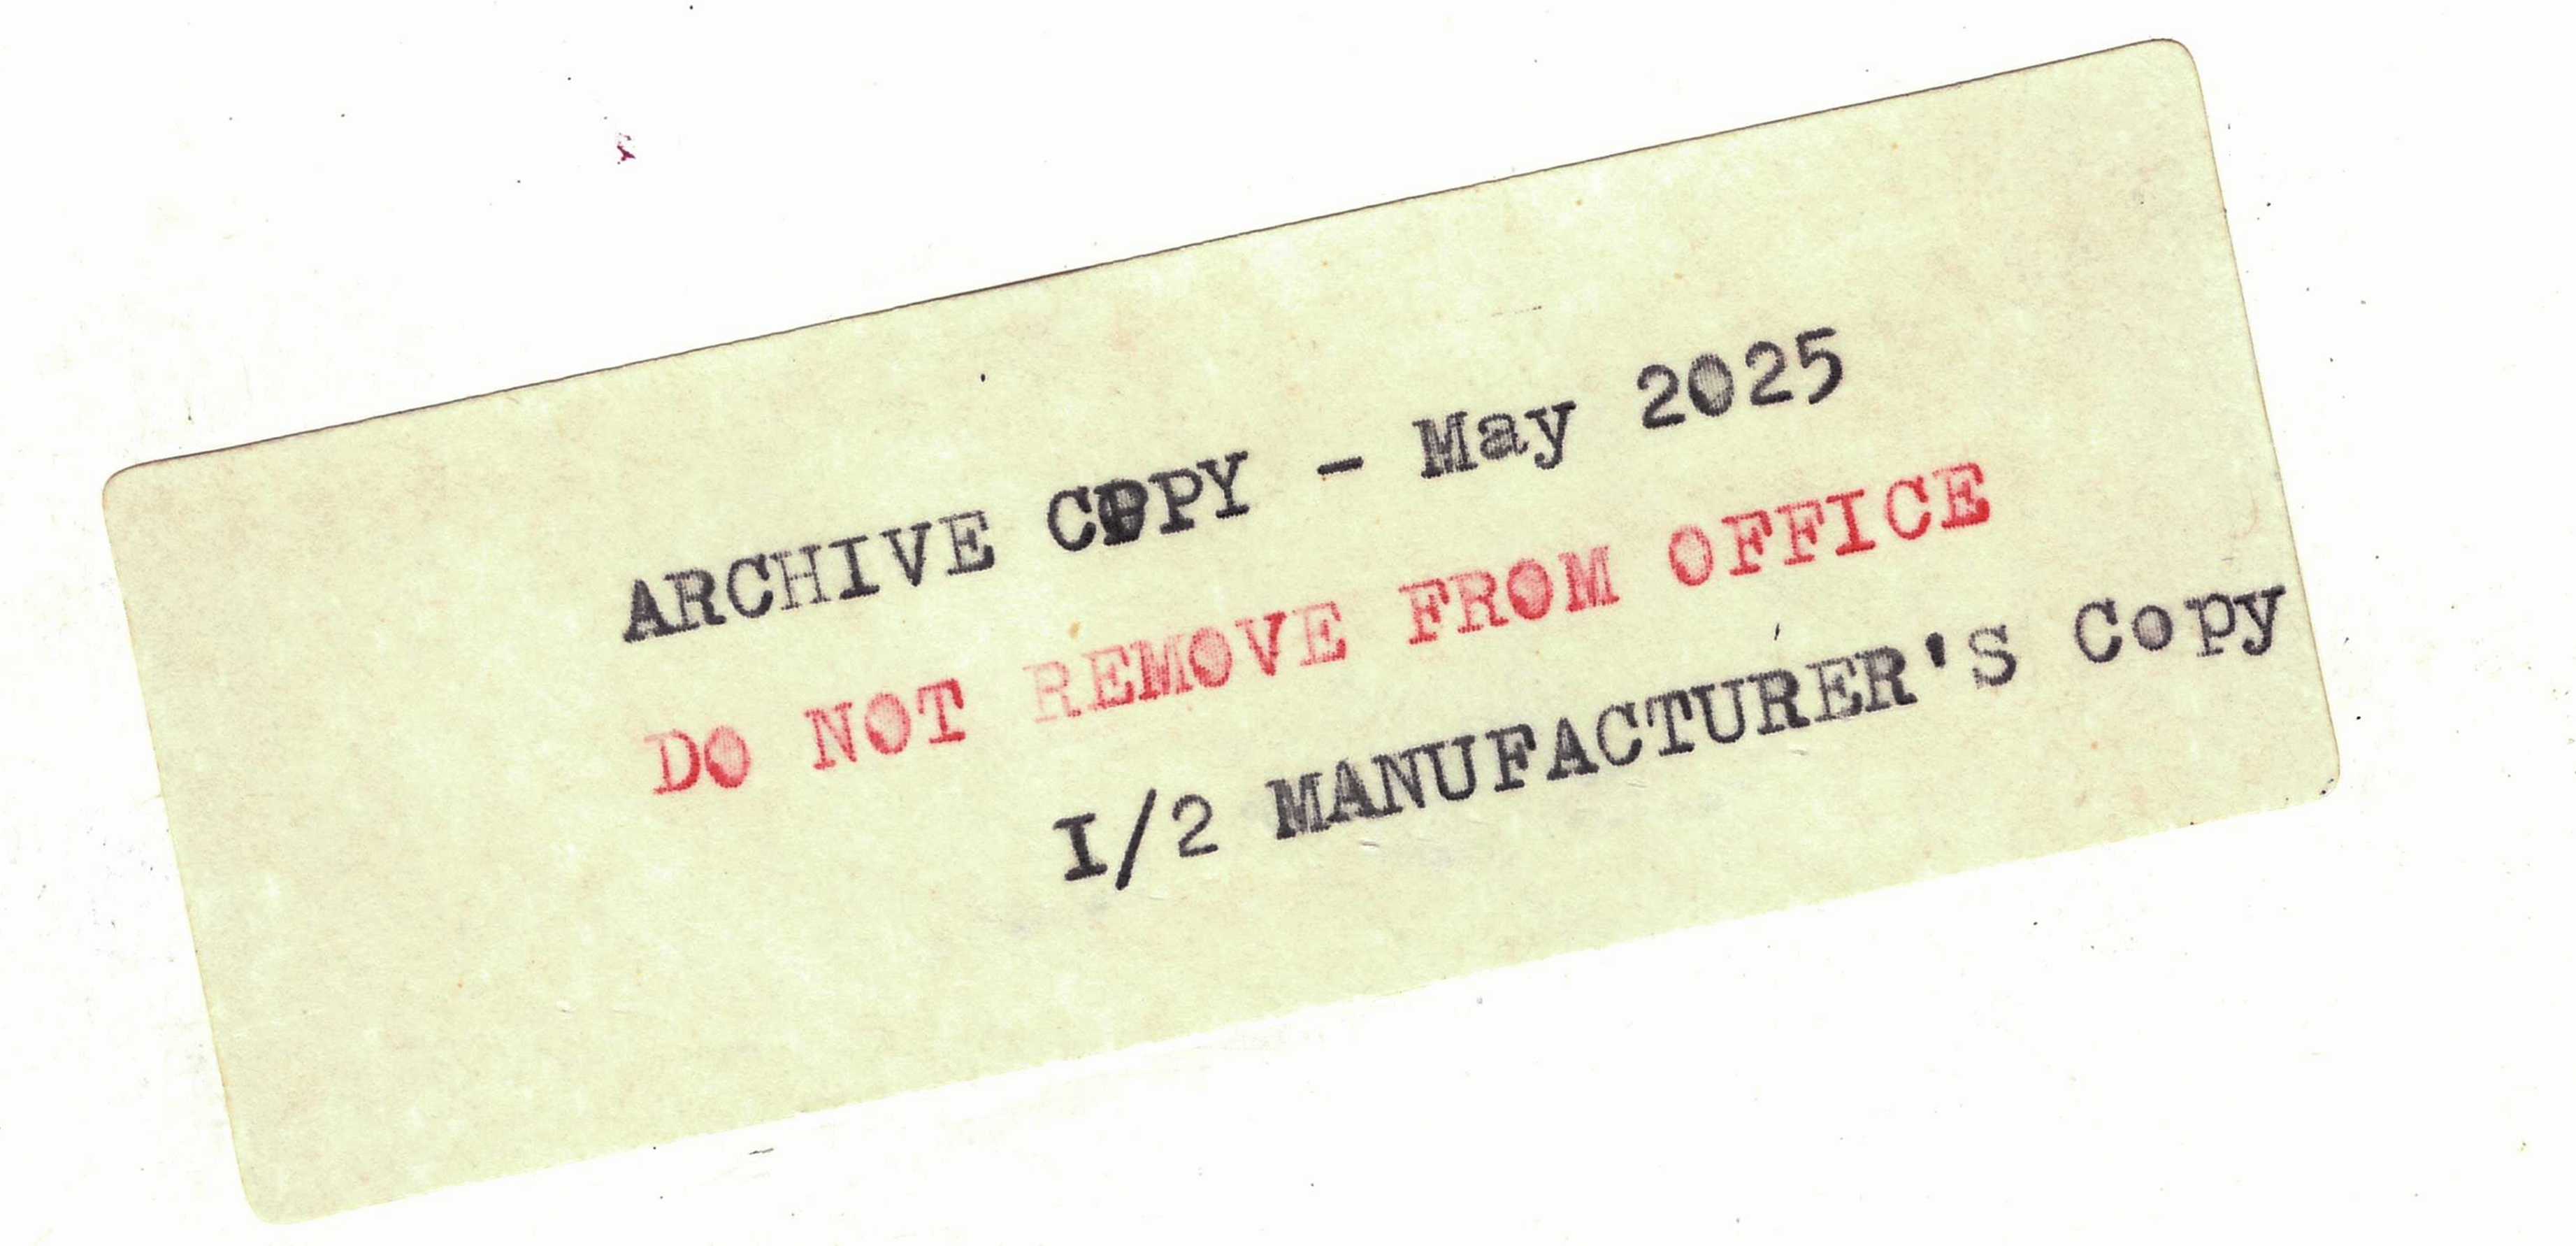 ARCHIVE COPY - May 2025
DO NOT REMOVE FROM OFFICE
I/2 MANUFACTURER'S Copy